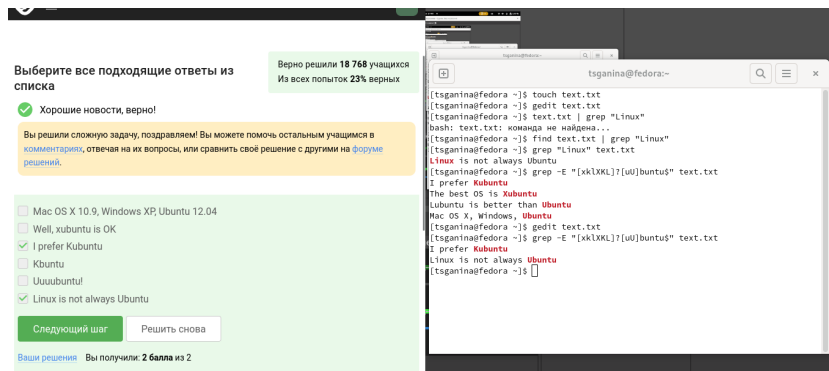 Выберите все подходящие ответы из
списка
Верно решили 18 768 учащихся
Из всех попыток 23% верных
Хорошие новости, верно!
Вы решили сложную задачу, поздравляем! Вы можете помочь остальным учащимся в
комментариях, отвечая на их вопросы, или сравнить своё решение с другими на форуме
решений.
Mac OS X 10.9, Windows XP, Ubuntu 12.04
Well, xubuntu is OK
I prefer Kubuntu
Kbuntu
Uuuubuntu!
Linux is not always Ubuntu
Следующий шаг
Решить снова
Ваши решения Вы получили: 2 балла из 2
tsganina@fedora:~
[tsganina@fedora ~]$ touch text.txt
[tsganina@fedora ~]$ gedit text.txt
[tsganina@fedora ~]$ text.txt | grep "Linux"
bash: text.txt: команда не найдена...
[tsganina@fedora ~]$ find text.txt | grep "Linux"
[tsganina@fedora ~]$ grep "Linux" text.txt
Linux is not always Ubuntu
[tsganina@fedora ~]$ grep -E "[xklXKL]?[uU]buntu$" text.txt
I prefer Kubuntu
The best OS is Xubuntu
Lubuntu is better than Ubuntu
Mac OS X, Windows, Ubuntu
[tsganina@fedora ~]$ gedit text.txt
[tsganina@fedora ~]$ grep -E "[xklXKL]?[uU]buntu$" text.txt
I prefer Kubuntu
Linux is not always Ubuntu
[tsganina@fedora ~]$